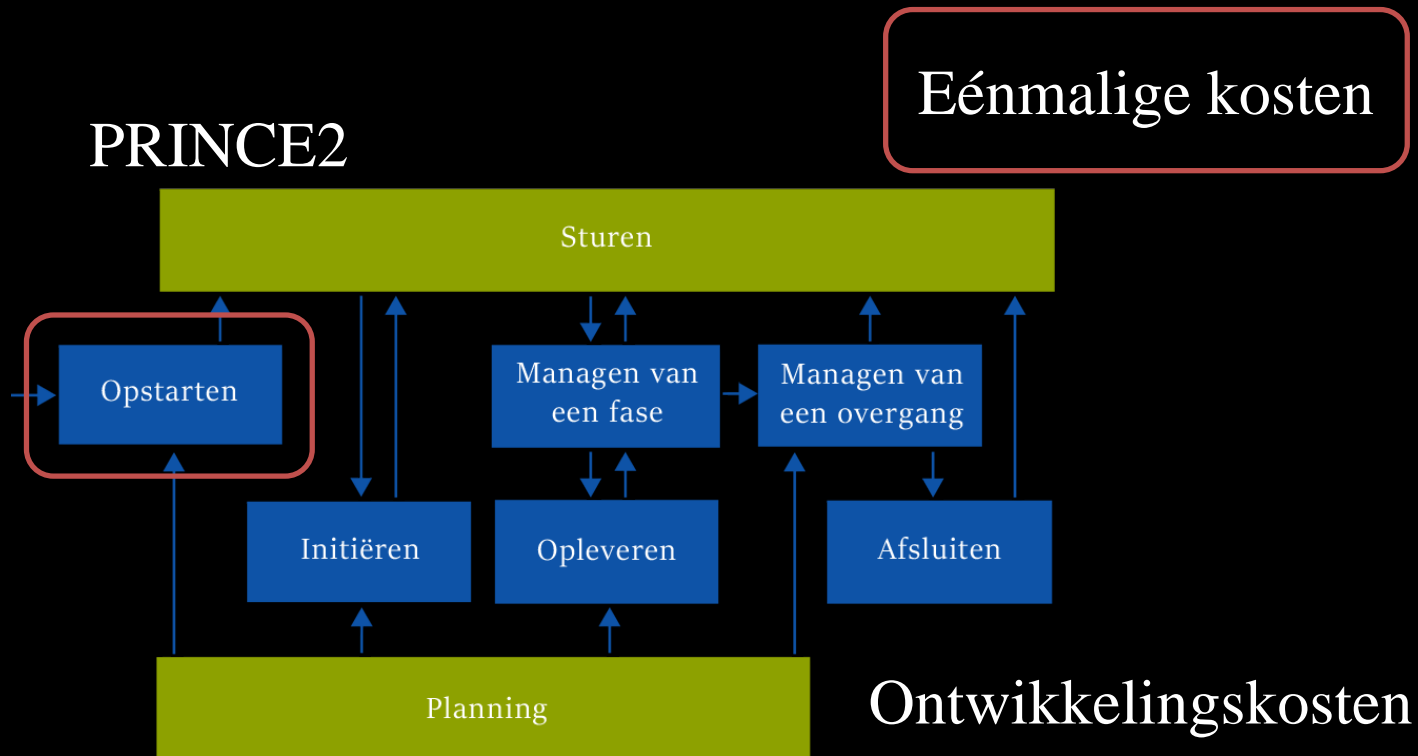 Eénmalige kosten
PRINCE2
Sturen
Opstarten
Managen van
een fase
Managen van
een overgang
Initiëren
Opleveren
Afsluiten
Planning
Ontwikkelingskosten